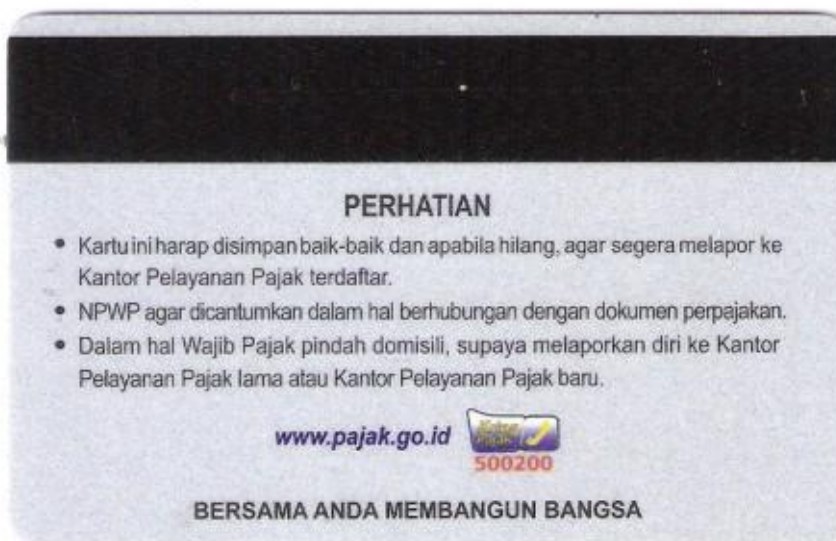 PERHATIAN
• Kartu ini harap disimpan baik-baik dan apabila hilang, agar segera melapor ke
Kantor Pelayanan Pajak terdaftar.
• NPWP agar dicantumkan dalam hal berhubungan dengan dokumen perpajakan.
• Dalam hal Wajib Pajak pindah domisili, supaya melaporkan diri ke Kantor
Pelayanan Pajak lama atau Kantor Pelayanan Pajak baru.
www.pajak.go.id
Kring
Pajak
500200
BERSAMA ANDA MEMBANGUN BANGSA